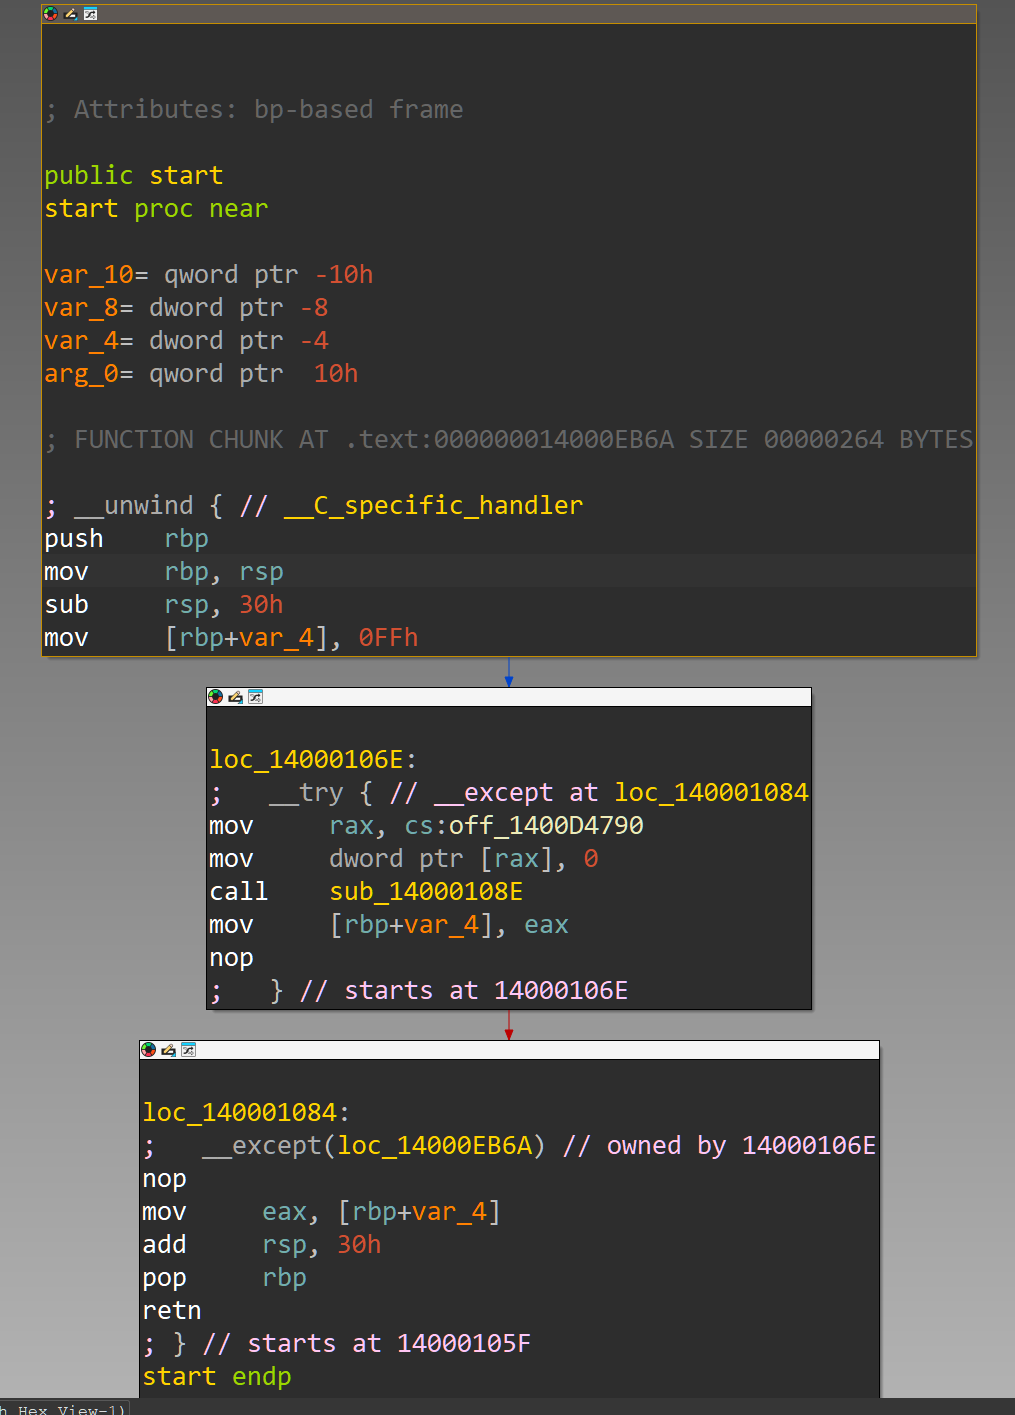 ; Attributes: bp-based frame
public start
start proc near
var_10= qword ptr -10h
var_8= dword ptr -8
var_4= dword ptr -4
arg_0= qword ptr  10h
; FUNCTION CHUNK AT .text:000000014000EB6A SIZE 00000264 BYTES
; __unwind { // __C_specific_handler
push    rbp
mov     rbp, rsp
sub     rsp, 30h
mov     [rbp+var_4], 0FFh
loc_14000106E:
;   __try { // __except at loc_140001084
mov     rax, cs:off_1400D4790
mov     dword ptr [rax], 0
call    sub_14000108E
mov     [rbp+var_4], eax
nop
;   } // starts at 14000106E
loc_140001084:
;   __except(loc_14000EB6A) // owned by 14000106E
nop
mov     eax, [rbp+var_4]
add     rsp, 30h
pop     rbp
retn
; } // starts at 14000105F
start endp
h Hex View-1)